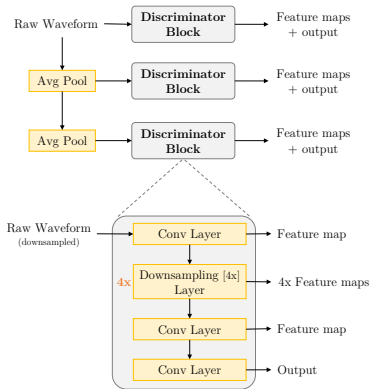 Raw Waveform
Discriminator
Block
Feature maps
+ output
Avg Pool
Discriminator
Block
Feature maps
+ output
Avg Pool
Discriminator
Block
Feature maps
+ output
Raw Waveform
(downsampled)
Conv Layer
Feature map
4x
Downsampling [4x]
Layer
4x Feature maps
Conv Layer
Feature map
Conv Layer
Output